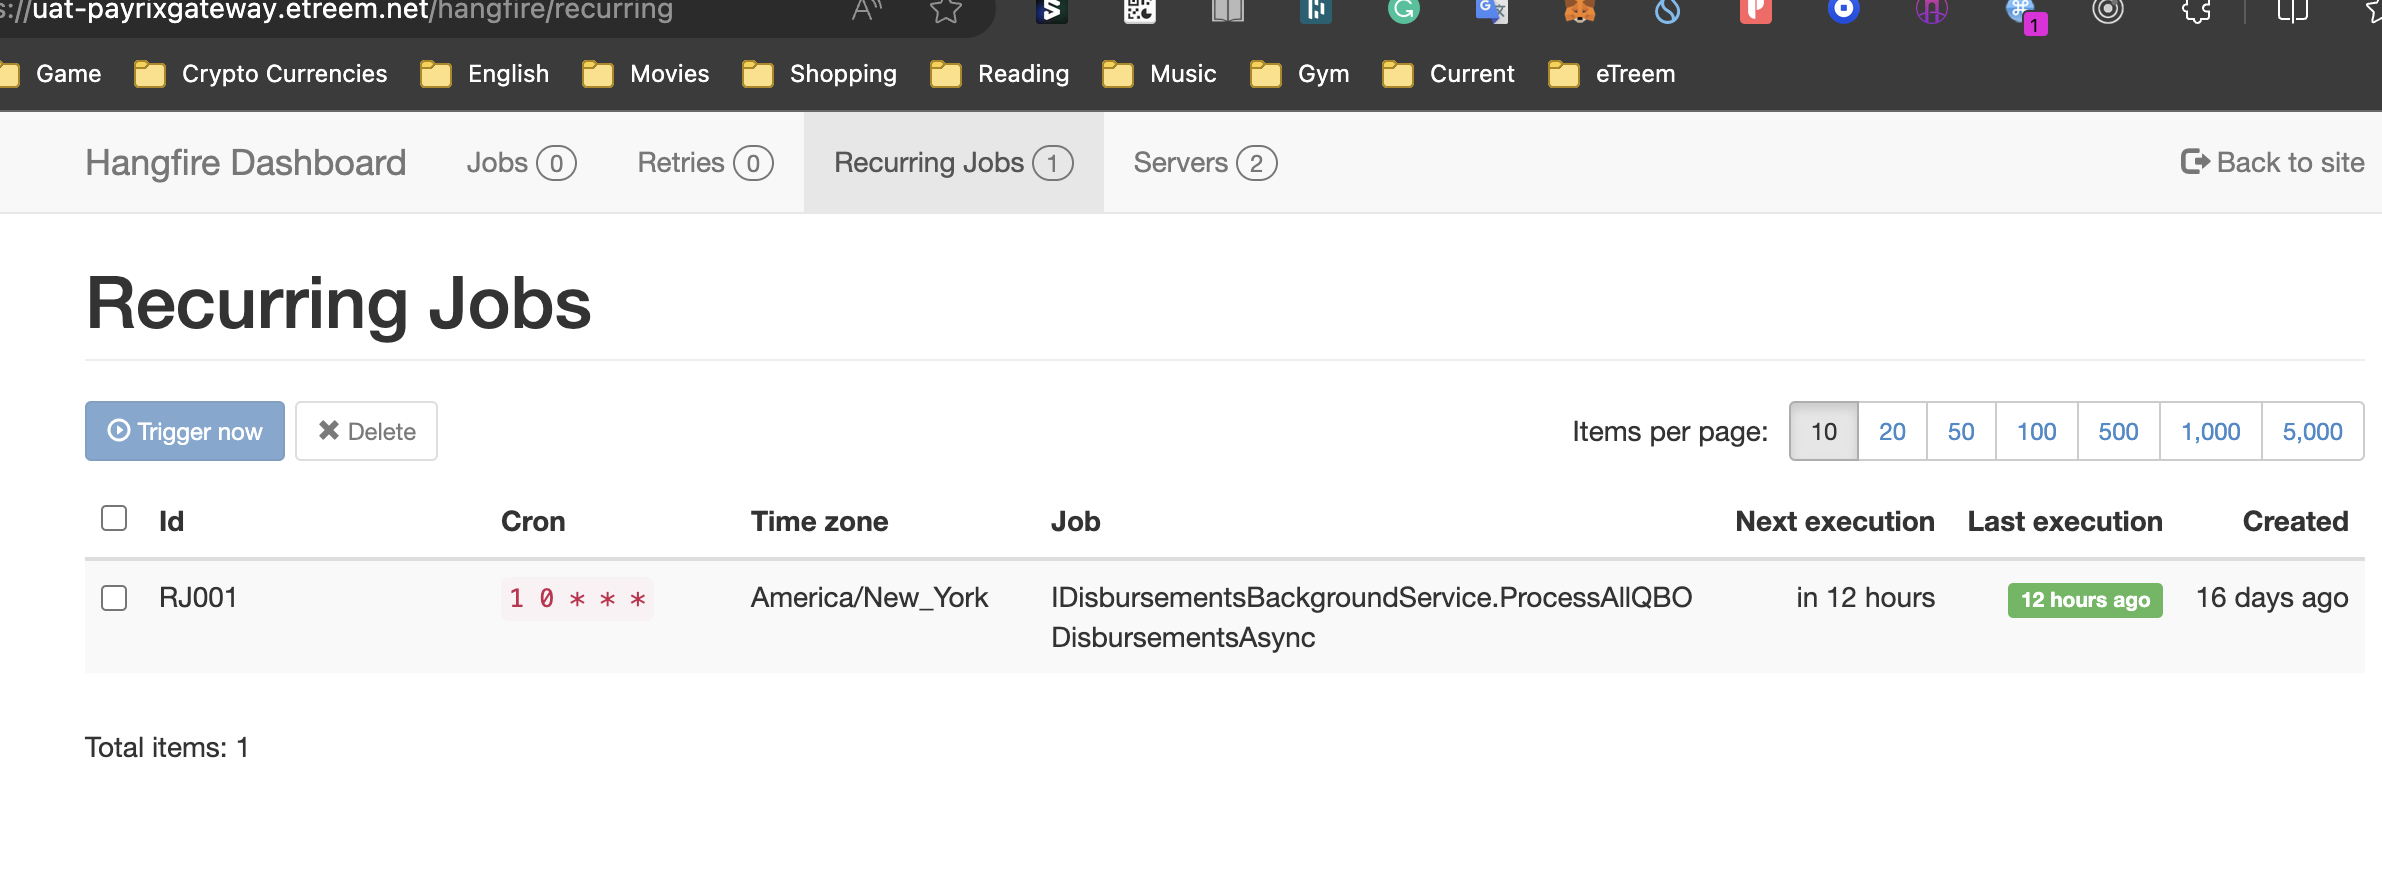 s://uat-payrixgateway.etreem.net/hangfire/recurring
1
Game Crypto Currencies English Movies Shopping Reading Music Gym Current eTreem
Hangfire Dashboard Jobs 0 Retries 0 Recurring Jobs 1 Servers 2 Back to site
Recurring Jobs
Trigger now Delete Items per page: 10 20 50 100 500 1,000 5,000
Id Cron Time zone Job Next execution Last execution Created
RJ001 1 0 * * * America/New_York IDisbursementsBackgroundService.ProcessAllQBO in 12 hours 12 hours ago 16 days ago
DisbursementsAsync
Total items: 1